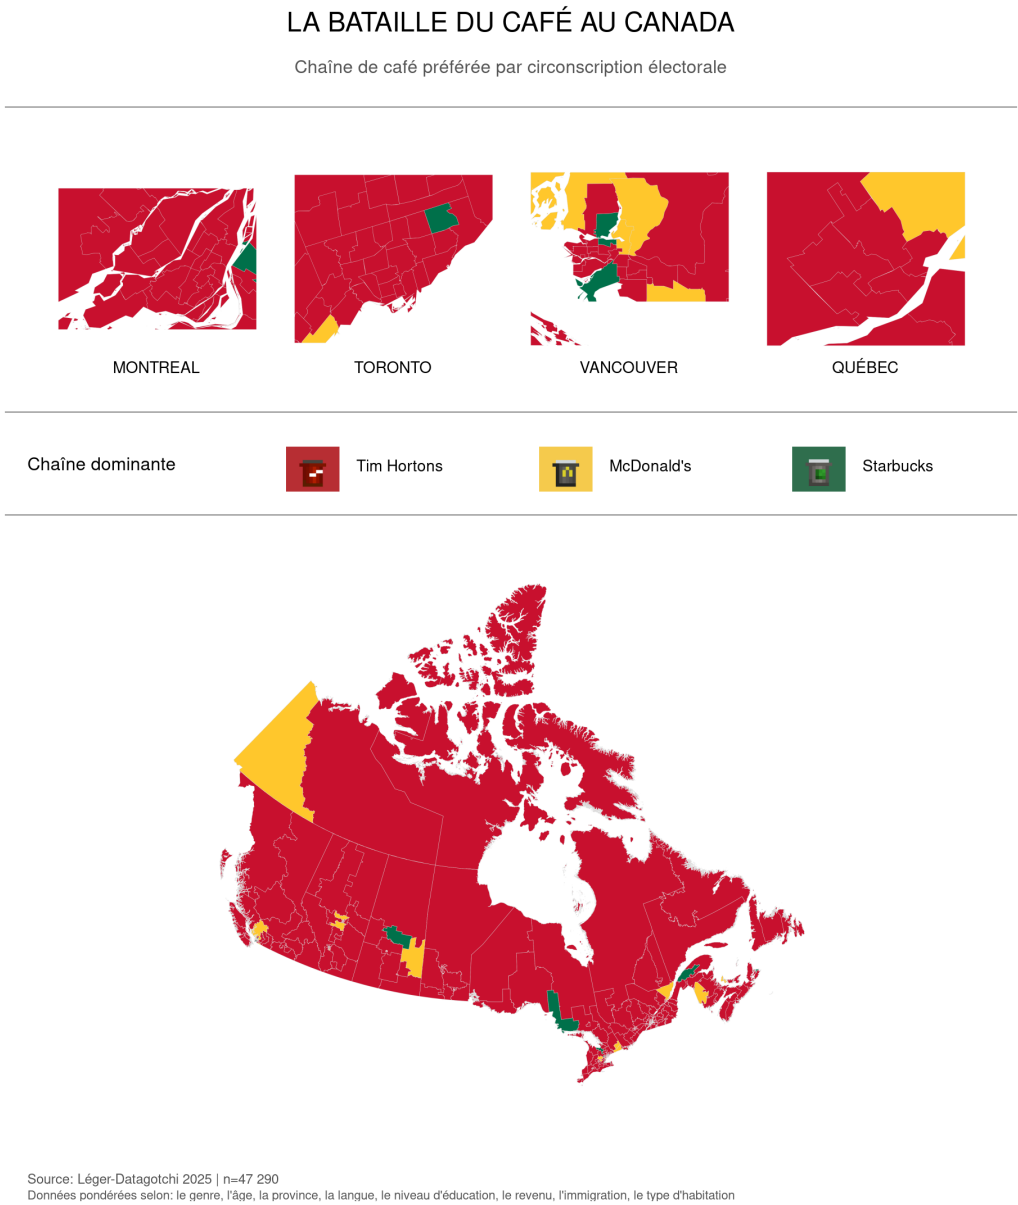 LA BATAILLE DU CAFÉ AU CANADA
Chaîne de café préférée par circonscription électorale
MONTREAL
TORONTO
VANCOUVER
QUÉBEC
Chaîne dominante
Tim Hortons
McDonald's
Starbucks
Source: Léger-Datagotchi 2025 | n=47 290
Données pondérées selon: le genre, l'âge, la province, la langue, le niveau d'éducation, le revenu, l'immigration, le type d'habitation